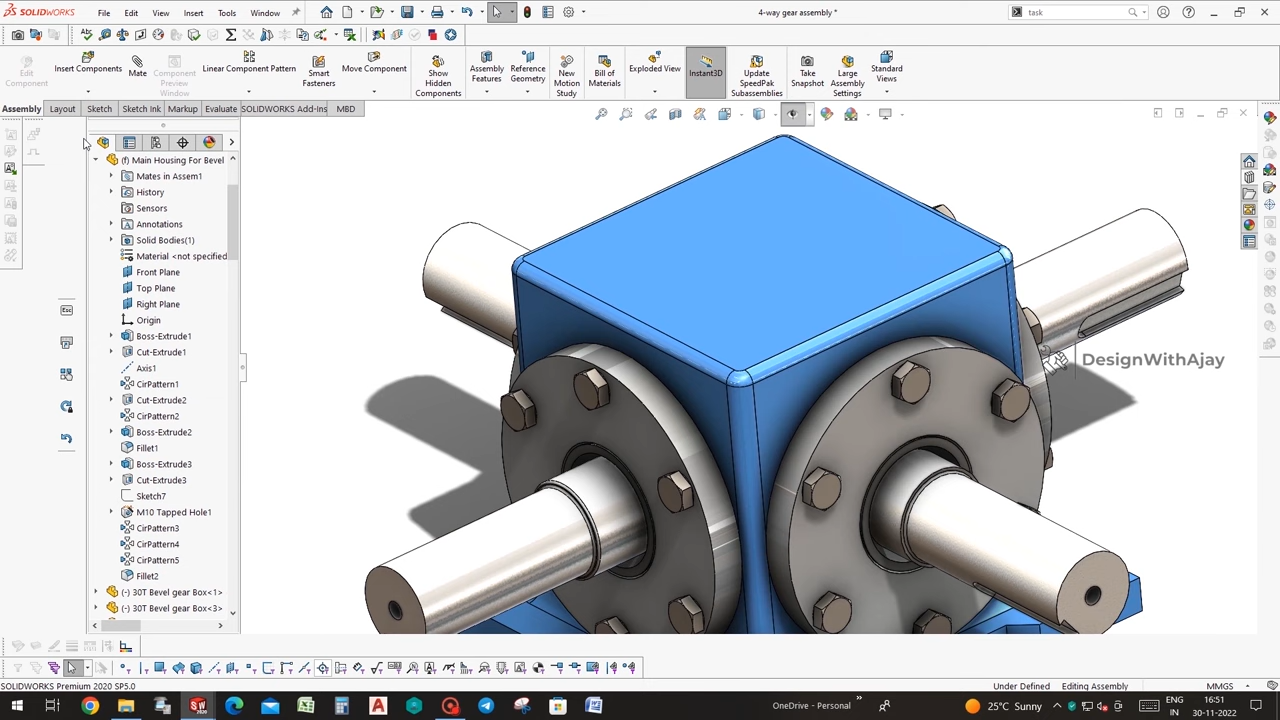 SOLIDWORKS
File
Edit
View
Insert
Tools
Window
4-way gear assembly *
task
Edit Component
Insert Components
Mate
Component Preview Window
Linear Component Pattern
Smart Fasteners
Move Component
Show Hidden Components
Assembly Features
Reference Geometry
New Motion Study
Bill of Materials
Exploded View
Instant3D
Update SpeedPak Subassemblies
Take Snapshot
Large Assembly Settings
Standard Views
Assembly
Layout
Sketch
Sketch Ink
Markup
Evaluate
SOLIDWORKS Add-Ins
MBD
(f) Main Housing For Bevel
Mates in Assem1
History
Sensors
Annotations
Solid Bodies(1)
Material <not specified
Front Plane
Top Plane
Right Plane
Origin
Boss-Extrude1
Cut-Extrude1
Axis1
CirPattern1
Cut-Extrude2
CirPattern2
Boss-Extrude2
Fillet1
Boss-Extrude3
Cut-Extrude3
Sketch7
M10 Tapped Hole1
CirPattern3
CirPattern4
CirPattern5
Fillet2
(-) 30T Bevel gear Box<1>
(-) 30T Bevel gear Box<3>
Esc
DesignWithAjay
SOLIDWORKS Premium 2020 SP5.0
Under Defined
Editing Assembly
MMGS
OneDrive - Personal
25°C Sunny
ENG
IN
16:51
30-11-2022